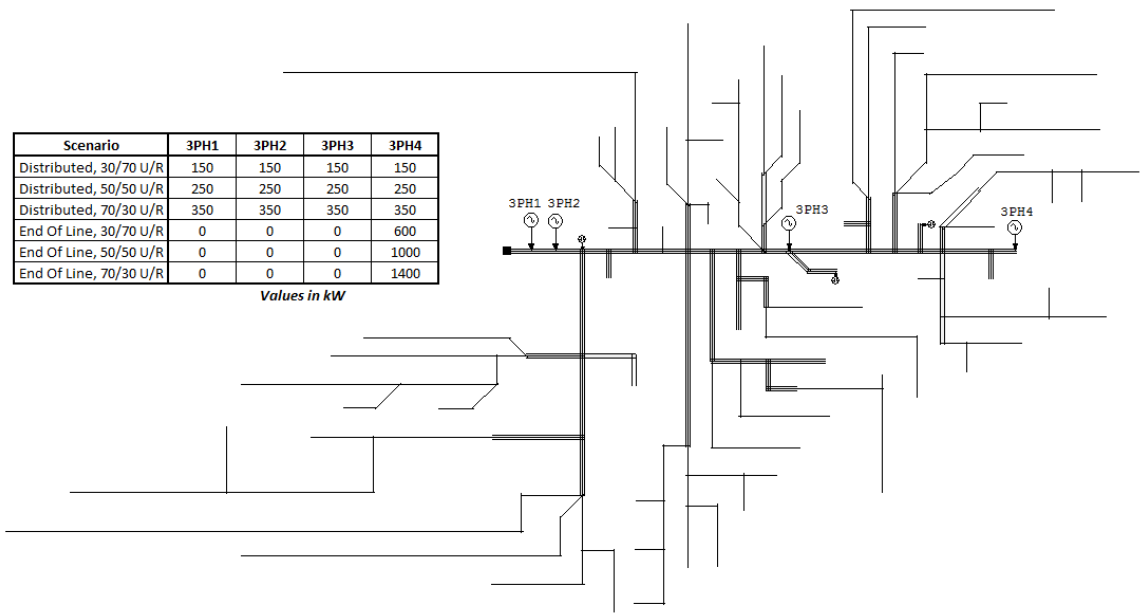 3PH1 3PH2
3PH3
3PH4
Scenario 3PH1 3PH2 3PH3 3PH4
Distributed, 30/70 U/R 150 150 150 150
Distributed, 50/50 U/R 250 250 250 250
Distributed, 70/30 U/R 350 350 350 350
End Of Line, 30/70 U/R 0 0 0 600
End Of Line, 50/50 U/R 0 0 0 1000
End Of Line, 70/30 U/R 0 0 0 1400
Values in kW